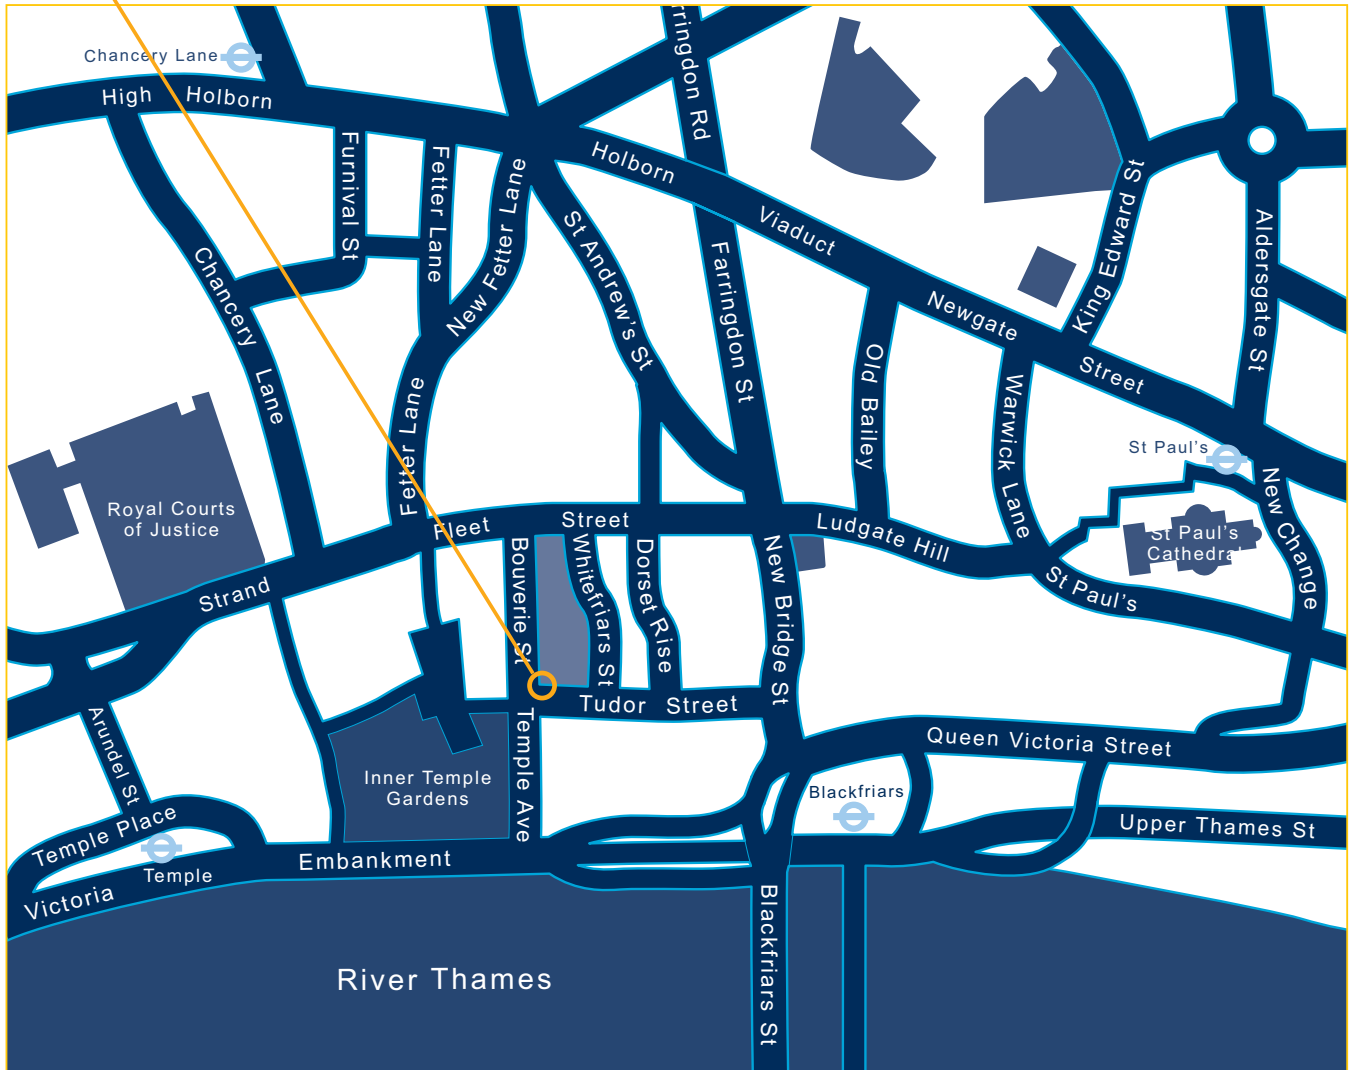 Chancery Lane
High Holborn
rringdon Rd
Furnival St
Fetter Lane
New Fetter Lane
Holborn Viaduct
St Andrew's St
Farringdon St
King Edward St
Aldersgate St
Chancery Lane
Newgate Street
Old Bailey
Warwick Lane
Fetter Lane
St Paul's
New Change
Royal Courts
of Justice
Fleet Street
Ludgate Hill
St Paul's
Cathedral
Strand
Bouverie St
Whitefriars St
Dorset Rise
New Bridge St
St Paul's
Tudor Street
Arundel St
Temple Ave
Queen Victoria Street
Inner Temple
Gardens
Blackfriars
Temple Place
Upper Thames St
Temple
Victoria Embankment
Blackfriars St
River Thames